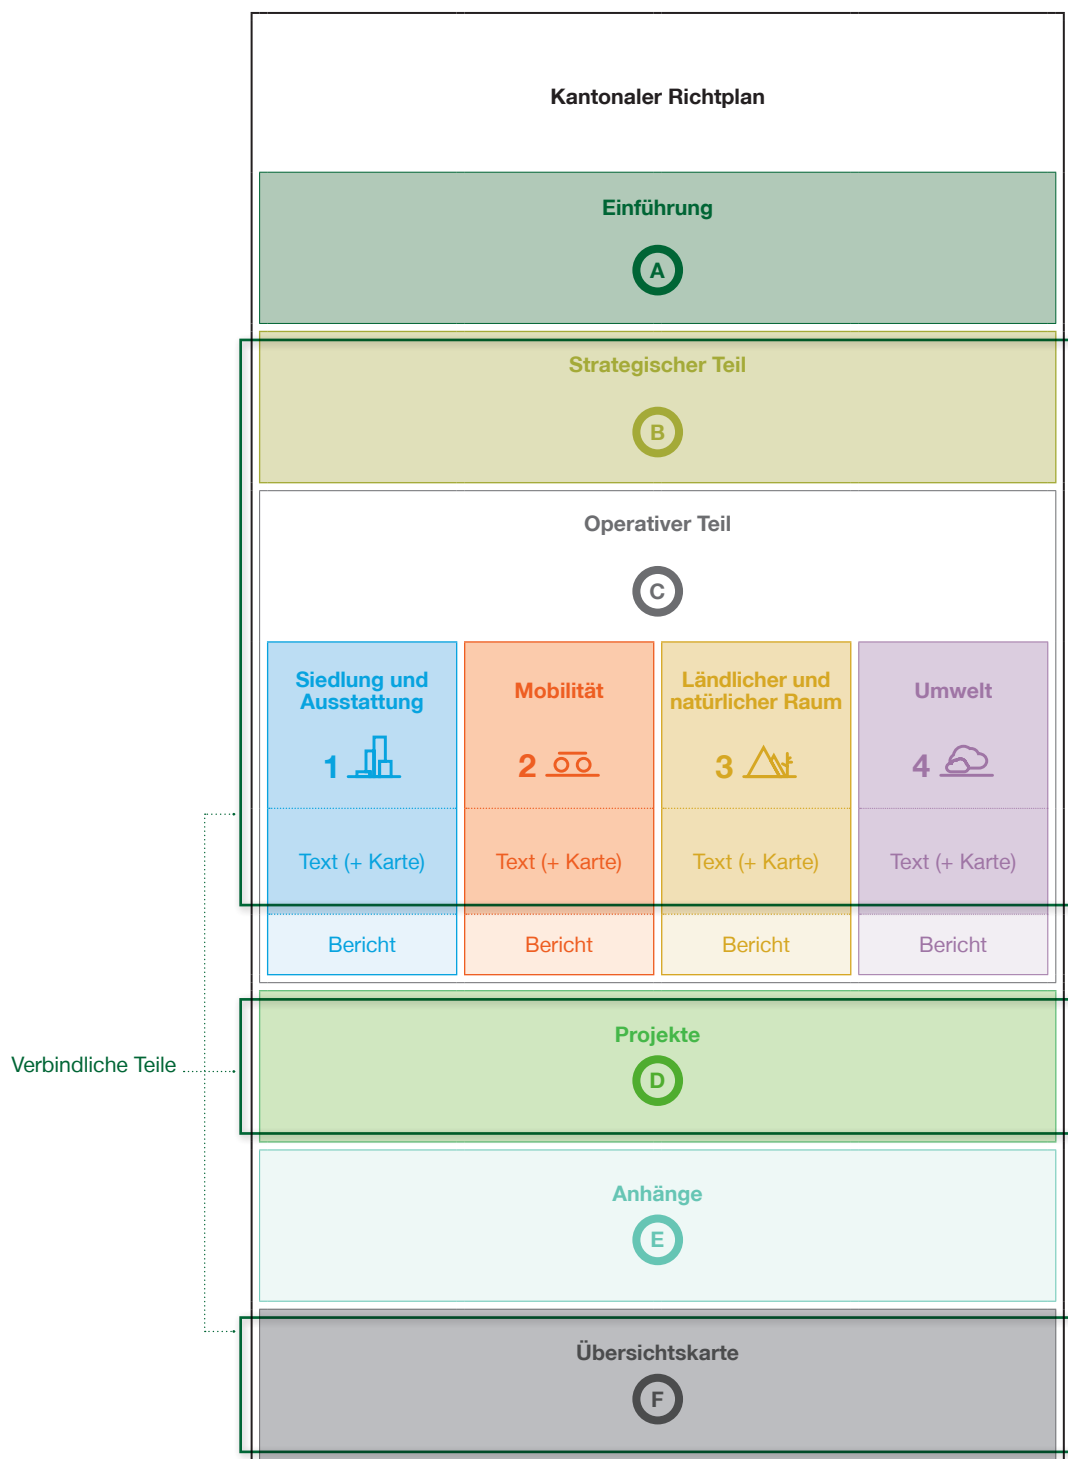 Kantonaler Richtplan
Einführung
A
Strategischer Teil
B
Operativer Teil
C
Siedlung und
Ausstattung
1
Text (+ Karte)
Bericht
Mobilität
2
Text (+ Karte)
Bericht
Ländlicher und
natürlicher Raum
3
Text (+ Karte)
Bericht
Umwelt
4
Text (+ Karte)
Bericht
Verbindliche Teile
Projekte
D
Anhänge
E
Übersichtskarte
F